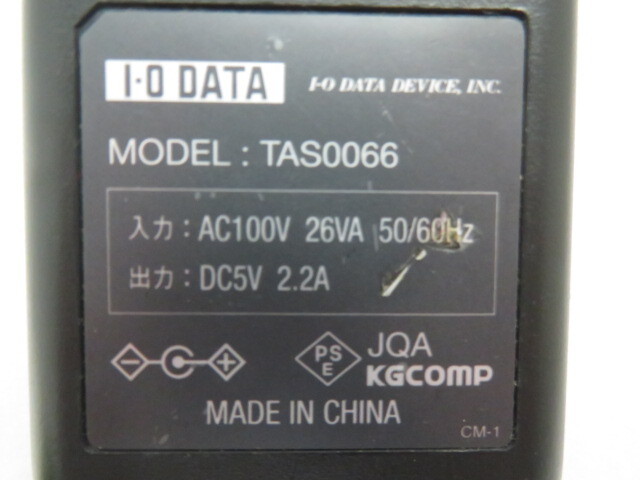 I-O DATA I-O DATA DEVICE, INC.
MODEL : TAS0066
入力 : AC100V 26VA 50/60Hz
出力 : DC5V 2.2A
PS
E
JQA
KGCOMP
MADE IN CHINA
CM-1